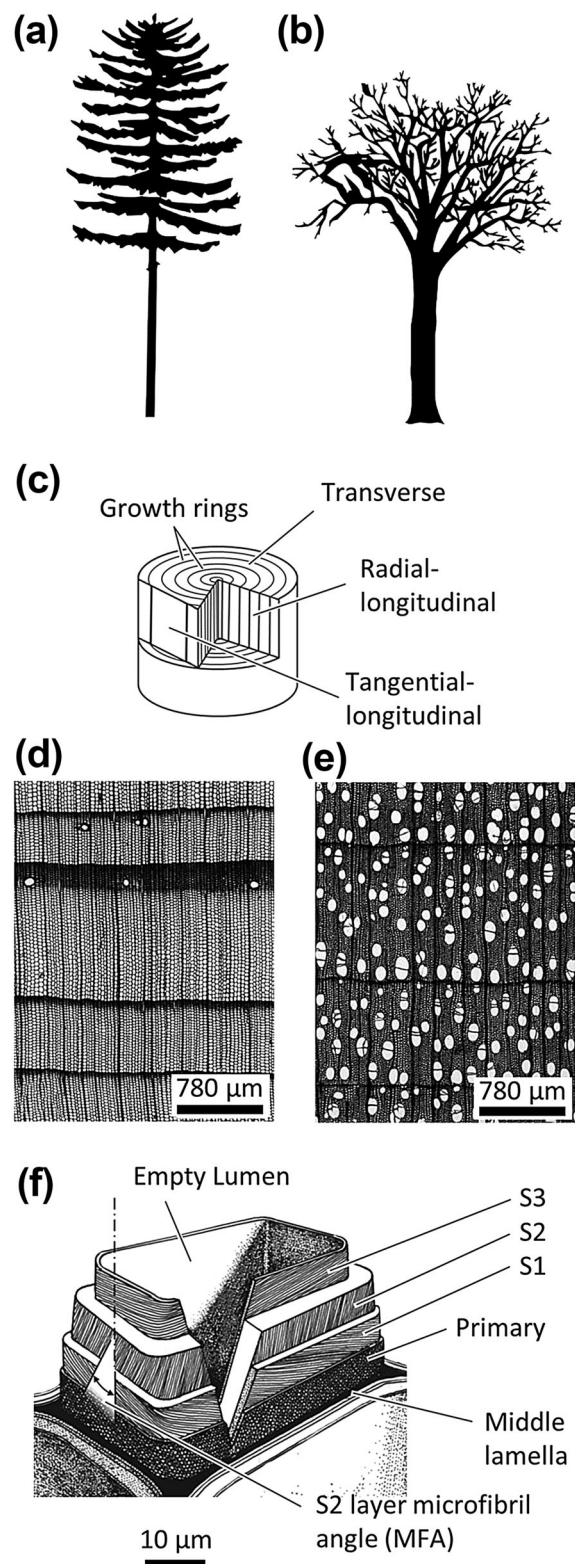 (a)
(b)
(c)
Growth rings
Transverse
Radial-
longitudinal
Tangential-
longitudinal
(d)
(e)
780 µm
780 µm
(f)
Empty Lumen
S3
S2
S1
Primary
Middle
lamella
S2 layer microfibril
angle (MFA)
10 µm